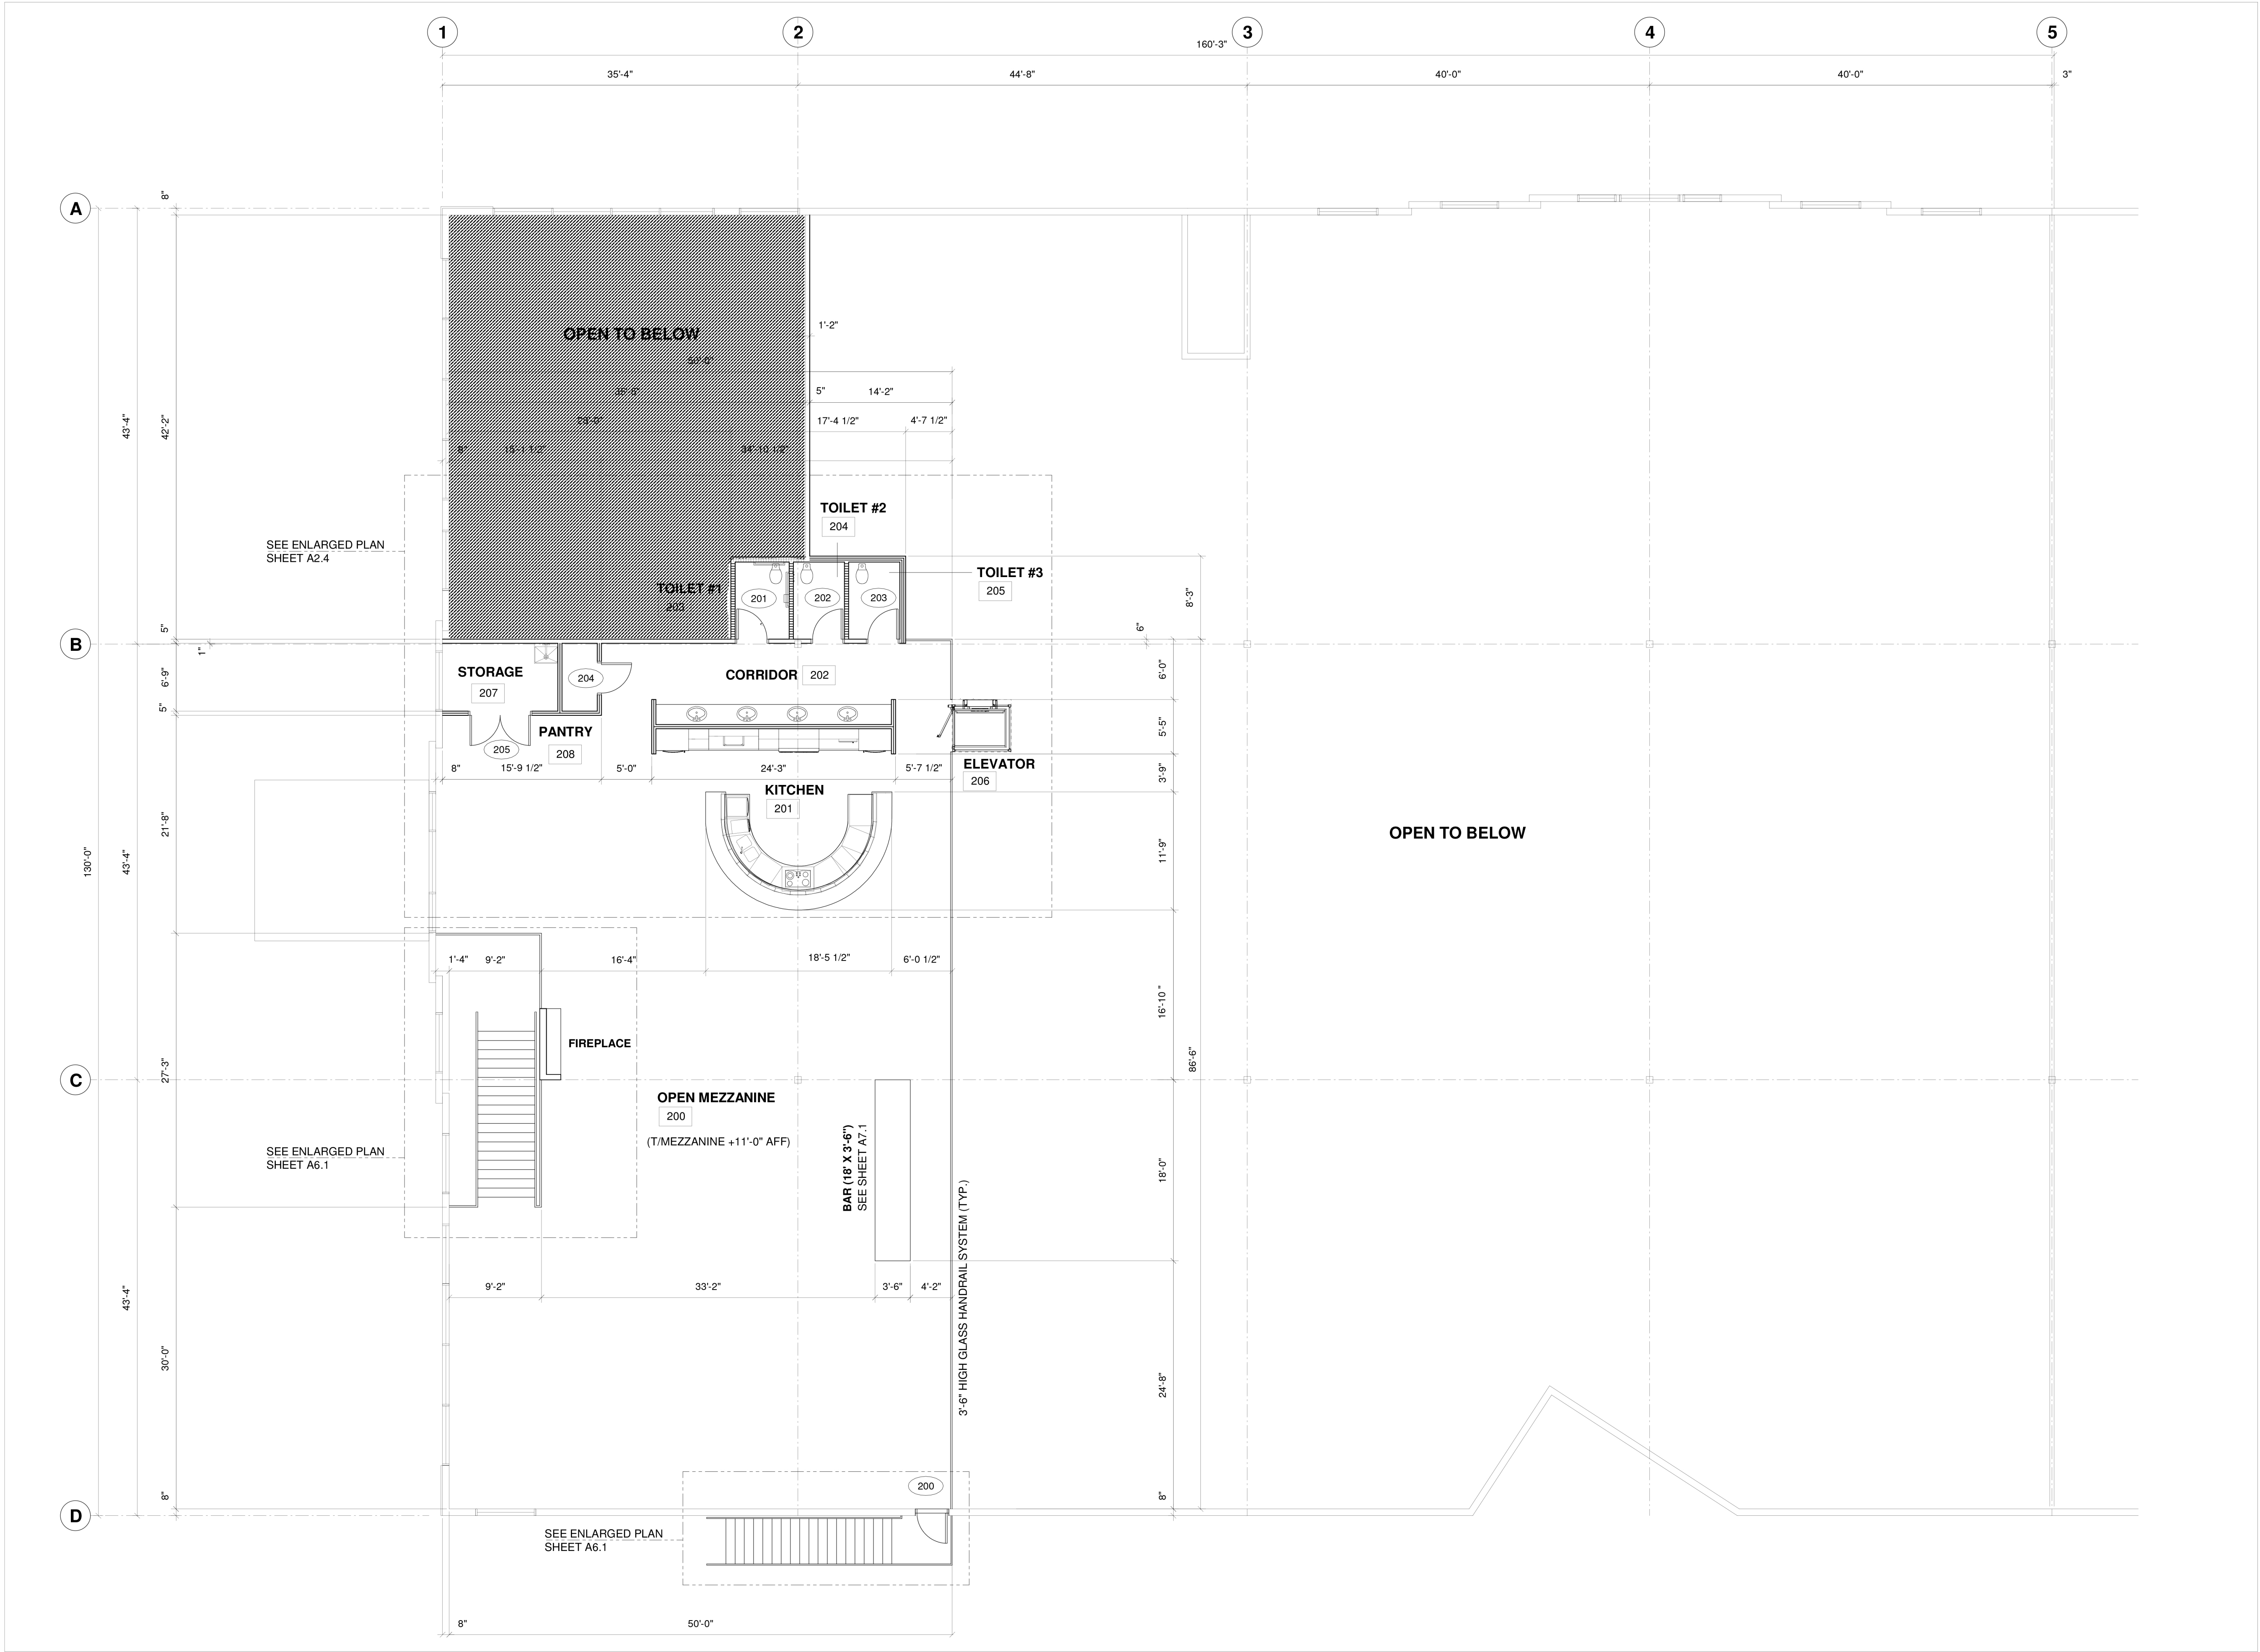 1
2
3
4
5
160'-3"
35'-4"
44'-8"
40'-0"
40'-0"
3"
A
8"
OPEN TO BELOW
1'-2"
50'-0"
5"
14'-2"
43'-4"
42'-2"
17'-4 1/2"
4'-7 1/2"
8"
15'-1 1/2"
34'-10 1/2"
TOILET #2
204
SEE ENLARGED PLAN
SHEET A2.4
TOILET #3
205
TOILET #1
203
201
202
203
8'-3"
5"
6"
B
1"
STORAGE
207
204
CORRIDOR
202
6'-9"
6'-0"
5"
PANTRY
208
205
5'-5"
ELEVATOR
206
8"
15'-9 1/2"
5'-0"
24'-3"
5'-7 1/2"
3'-9"
KITCHEN
201
21'-8"
OPEN TO BELOW
130'-0"
43'-4"
11'-9"
1'-4"
9'-2"
16'-4"
18'-5 1/2"
6'-0 1/2"
16'-10 "
FIREPLACE
27'-3"
86'-6"
C
OPEN MEZZANINE
200
(T/MEZZANINE +11'-0" AFF)
BAR (18' X 3'-6")
SEE SHEET A7.1
SEE ENLARGED PLAN
SHEET A6.1
18'-0"
3'-6" HIGH GLASS HANDRAIL SYSTEM (TYP.)
9'-2"
33'-2"
3'-6"
4'-2"
43'-4"
30'-0"
24'-8"
200
8"
8"
D
SEE ENLARGED PLAN
SHEET A6.1
8"
50'-0"